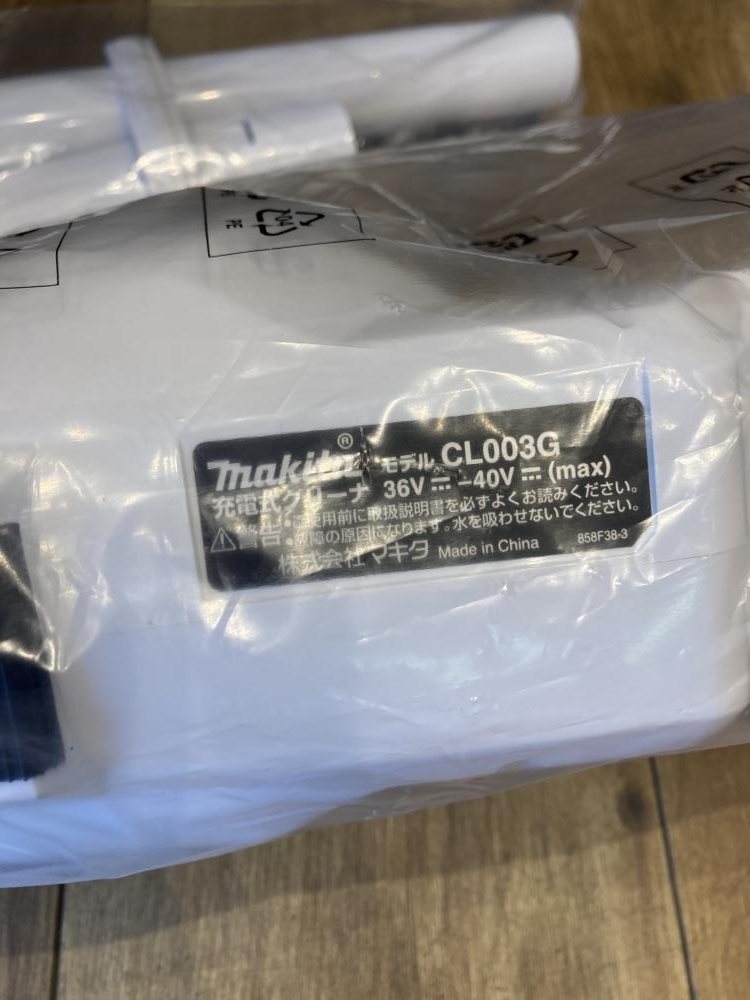 04
PE
makita® モデル CL003G
充電式クリーナ 36V ⎓ -40V ⎓ (max)
⚠警告:ご使用前に取扱説明書を必ずよくお読みください。
故障の原因になります。水を吸わせないでください。
株式会社 マキタ Made in China 858F38-3